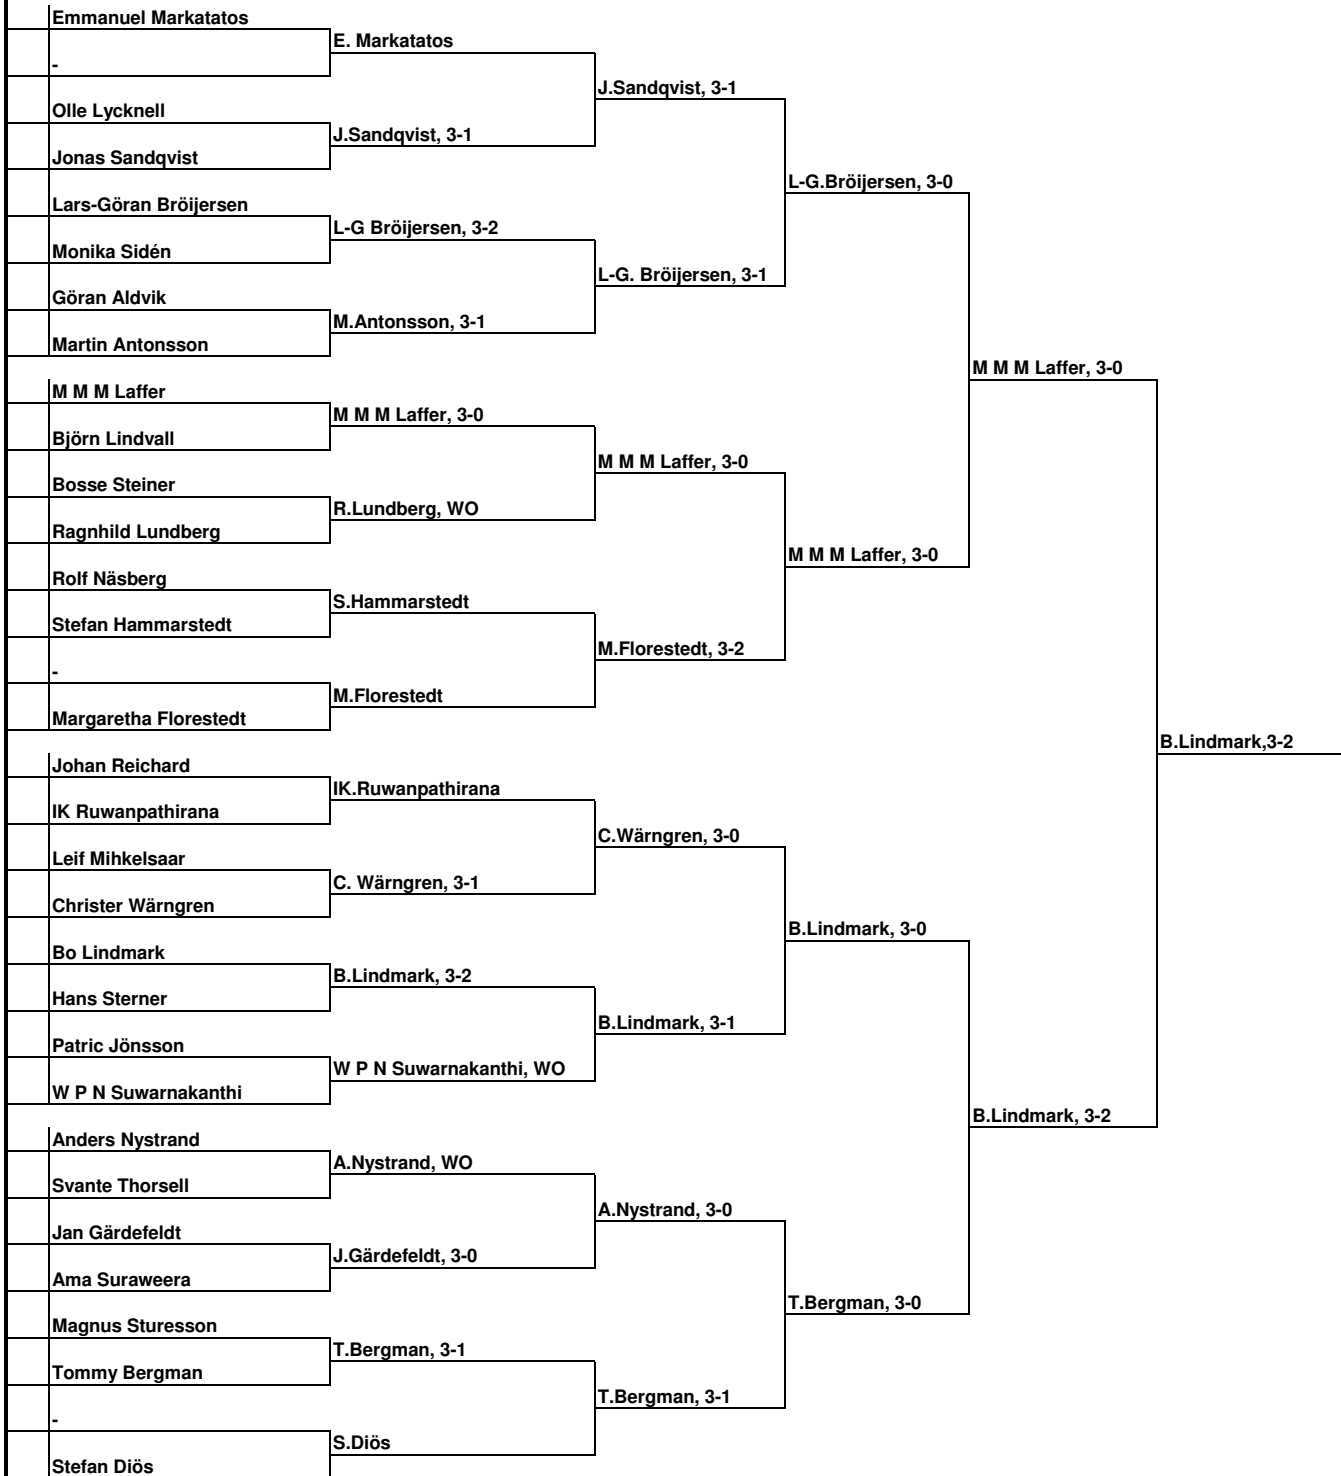 Emmanuel Markatatos
E. Markatatos
-
J.Sandqvist, 3-1
Olle Lycknell
J.Sandqvist, 3-1
Jonas Sandqvist
L-G.Bröijersen, 3-0
Lars-Göran Bröijersen
L-G Bröijersen, 3-2
Monika Sidén
L-G. Bröijersen, 3-1
Göran Aldvik
M.Antonsson, 3-1
Martin Antonsson
M M M Laffer, 3-0
M M M Laffer
M M M Laffer, 3-0
Björn Lindvall
M M M Laffer, 3-0
Bosse Steiner
R.Lundberg, WO
Ragnhild Lundberg
M M M Laffer, 3-0
Rolf Näsberg
S.Hammarstedt
Stefan Hammarstedt
M.Florestedt, 3-2
-
M.Florestedt
Margaretha Florestedt
B.Lindmark,3-2
Johan Reichard
IK.Ruwanpathirana
IK Ruwanpathirana
C.Wärngren, 3-0
Leif Mihkelsaar
C. Wärngren, 3-1
Christer Wärngren
B.Lindmark, 3-0
Bo Lindmark
B.Lindmark, 3-2
Hans Sterner
B.Lindmark, 3-1
Patric Jönsson
W P N Suwarnakanthi, WO
W P N Suwarnakanthi
B.Lindmark, 3-2
Anders Nystrand
A.Nystrand, WO
Svante Thorsell
A.Nystrand, 3-0
Jan Gärdefeldt
J.Gärdefeldt, 3-0
Ama Suraweera
T.Bergman, 3-0
Magnus Sturesson
T.Bergman, 3-1
Tommy Bergman
T.Bergman, 3-1
-
S.Diös
Stefan Diös